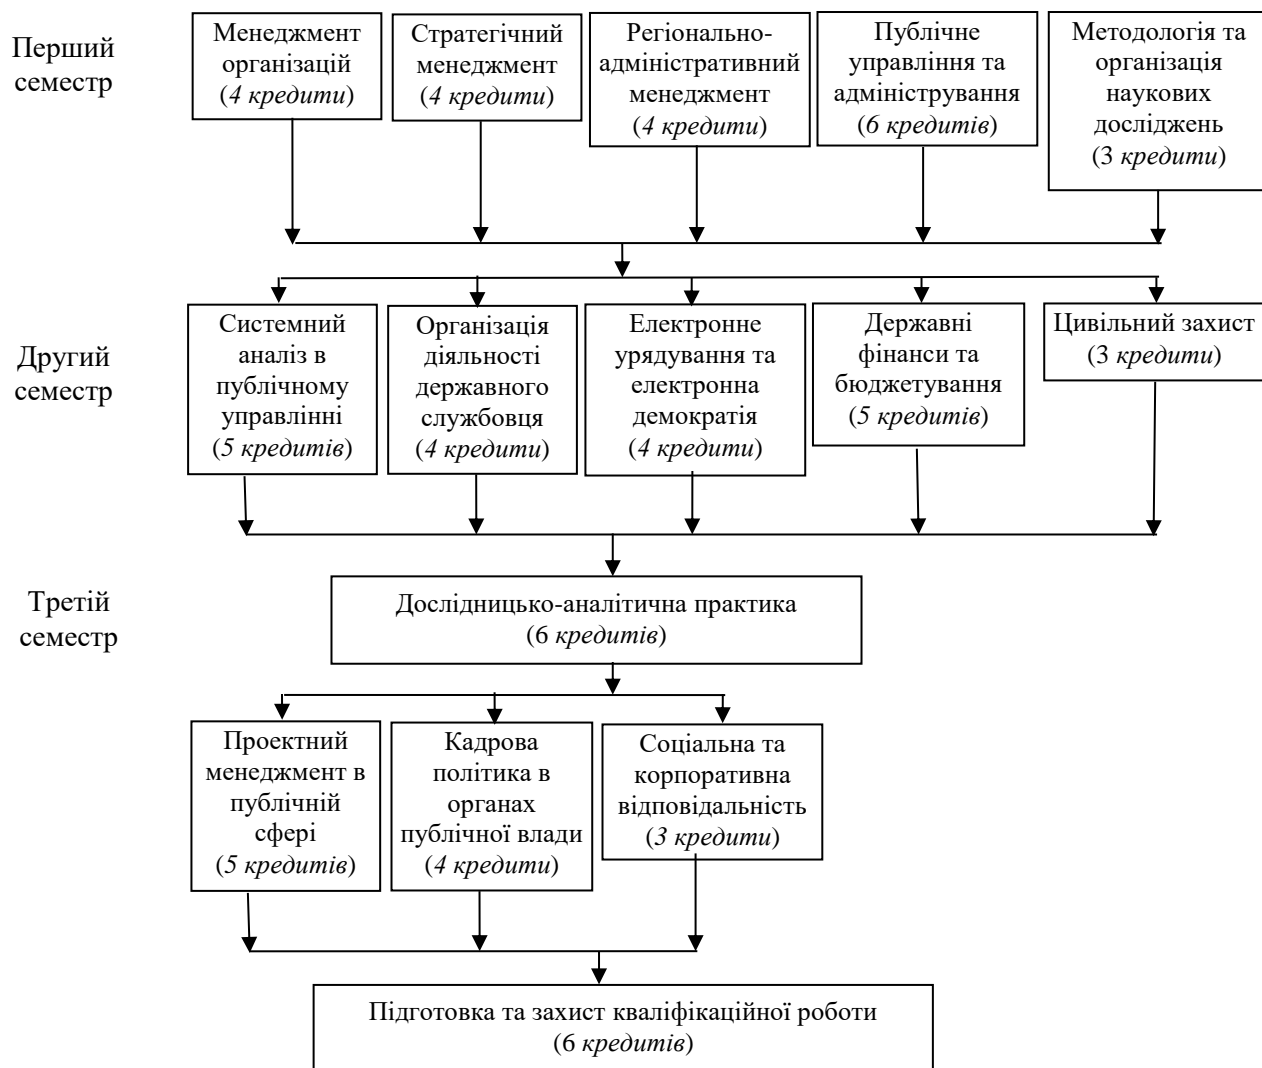 Перший
семестр
Менеджмент
організацій
(4 кредити)
Стратегічний
менеджмент
(4 кредити)
Регіонально-
адміністративний
менеджмент
(4 кредити)
Публічне
управління та
адміністрування
(6 кредитів)
Методологія та
організація
наукових
досліджень
(3 кредити)
Другий
семестр
Системний
аналіз в
публічному
управлінні
(5 кредитів)
Організація
діяльності
державного
службовця
(4 кредити)
Електронне
урядування та
електронна
демократія
(4 кредити)
Державні
фінанси та
бюджетування
(5 кредитів)
Цивільний захист
(3 кредити)
Третій
семестр
Дослідницько-аналітична практика
(6 кредитів)
Проектний
менеджмент в
публічній
сфері
(5 кредитів)
Кадрова
політика в
органах
публічної влади
(4 кредити)
Соціальна та
корпоративна
відповідальність
(3 кредити)
Підготовка та захист кваліфікаційної роботи
(6 кредитів)